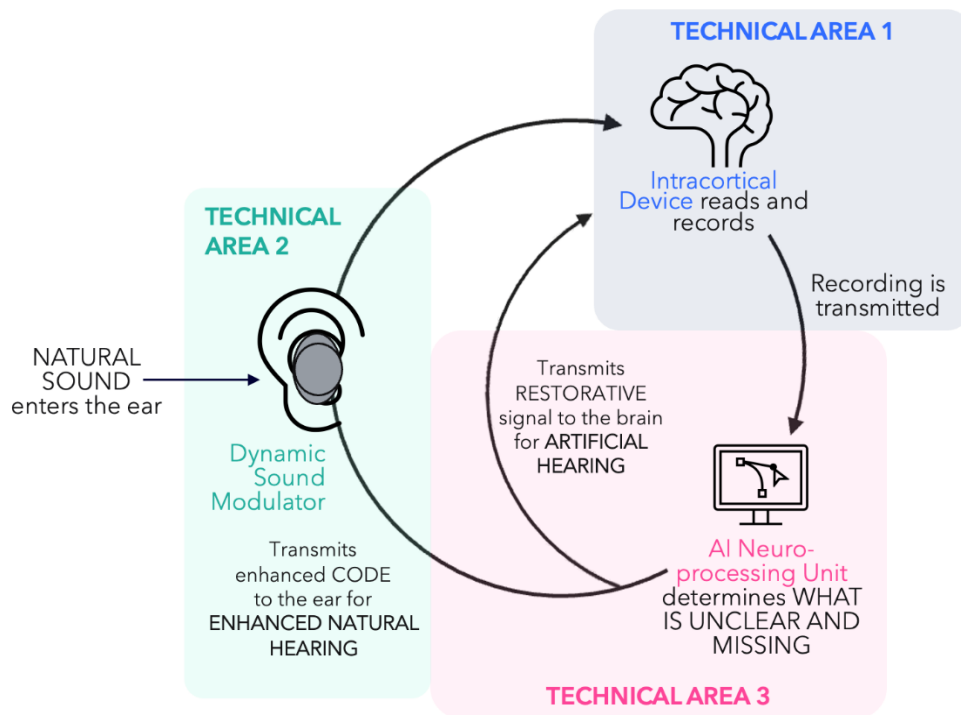 TECHNICAL AREA 1
Intracortical
Device reads and
records
Recording is
transmitted
TECHNICAL
AREA 2
NATURAL
SOUND
enters the ear
Dynamic
Sound
Modulator
Transmits
enhanced CODE
to the ear for
ENHANCED NATURAL
HEARING
Transmits
RESTORATIVE
signal to the brain
for ARTIFICIAL
HEARING
AI Neuro-
processing Unit
determines WHAT
IS UNCLEAR AND
MISSING
TECHNICAL AREA 3